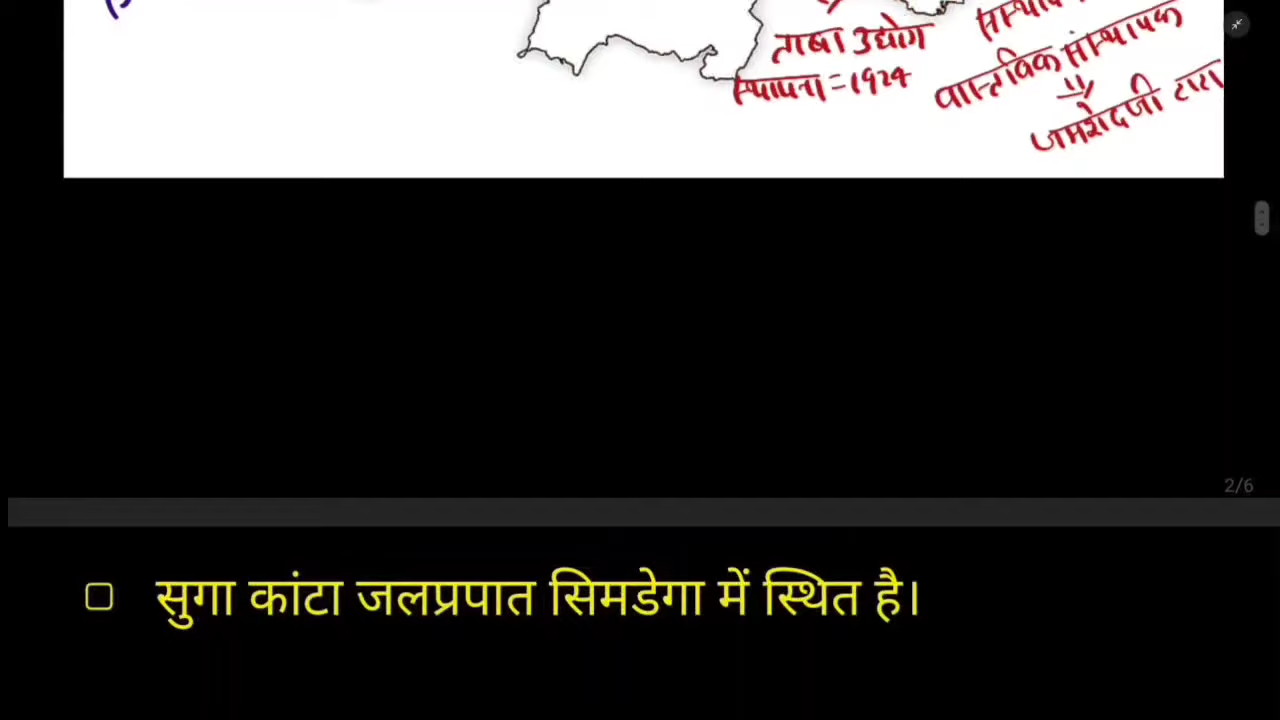 ताबा उद्योग
स्थापना = 1924
वास्तविक संस्थापक
जमशेदजी टाटा
2/6
सुगा कांटा जलप्रपात सिमडेगा में स्थित है।